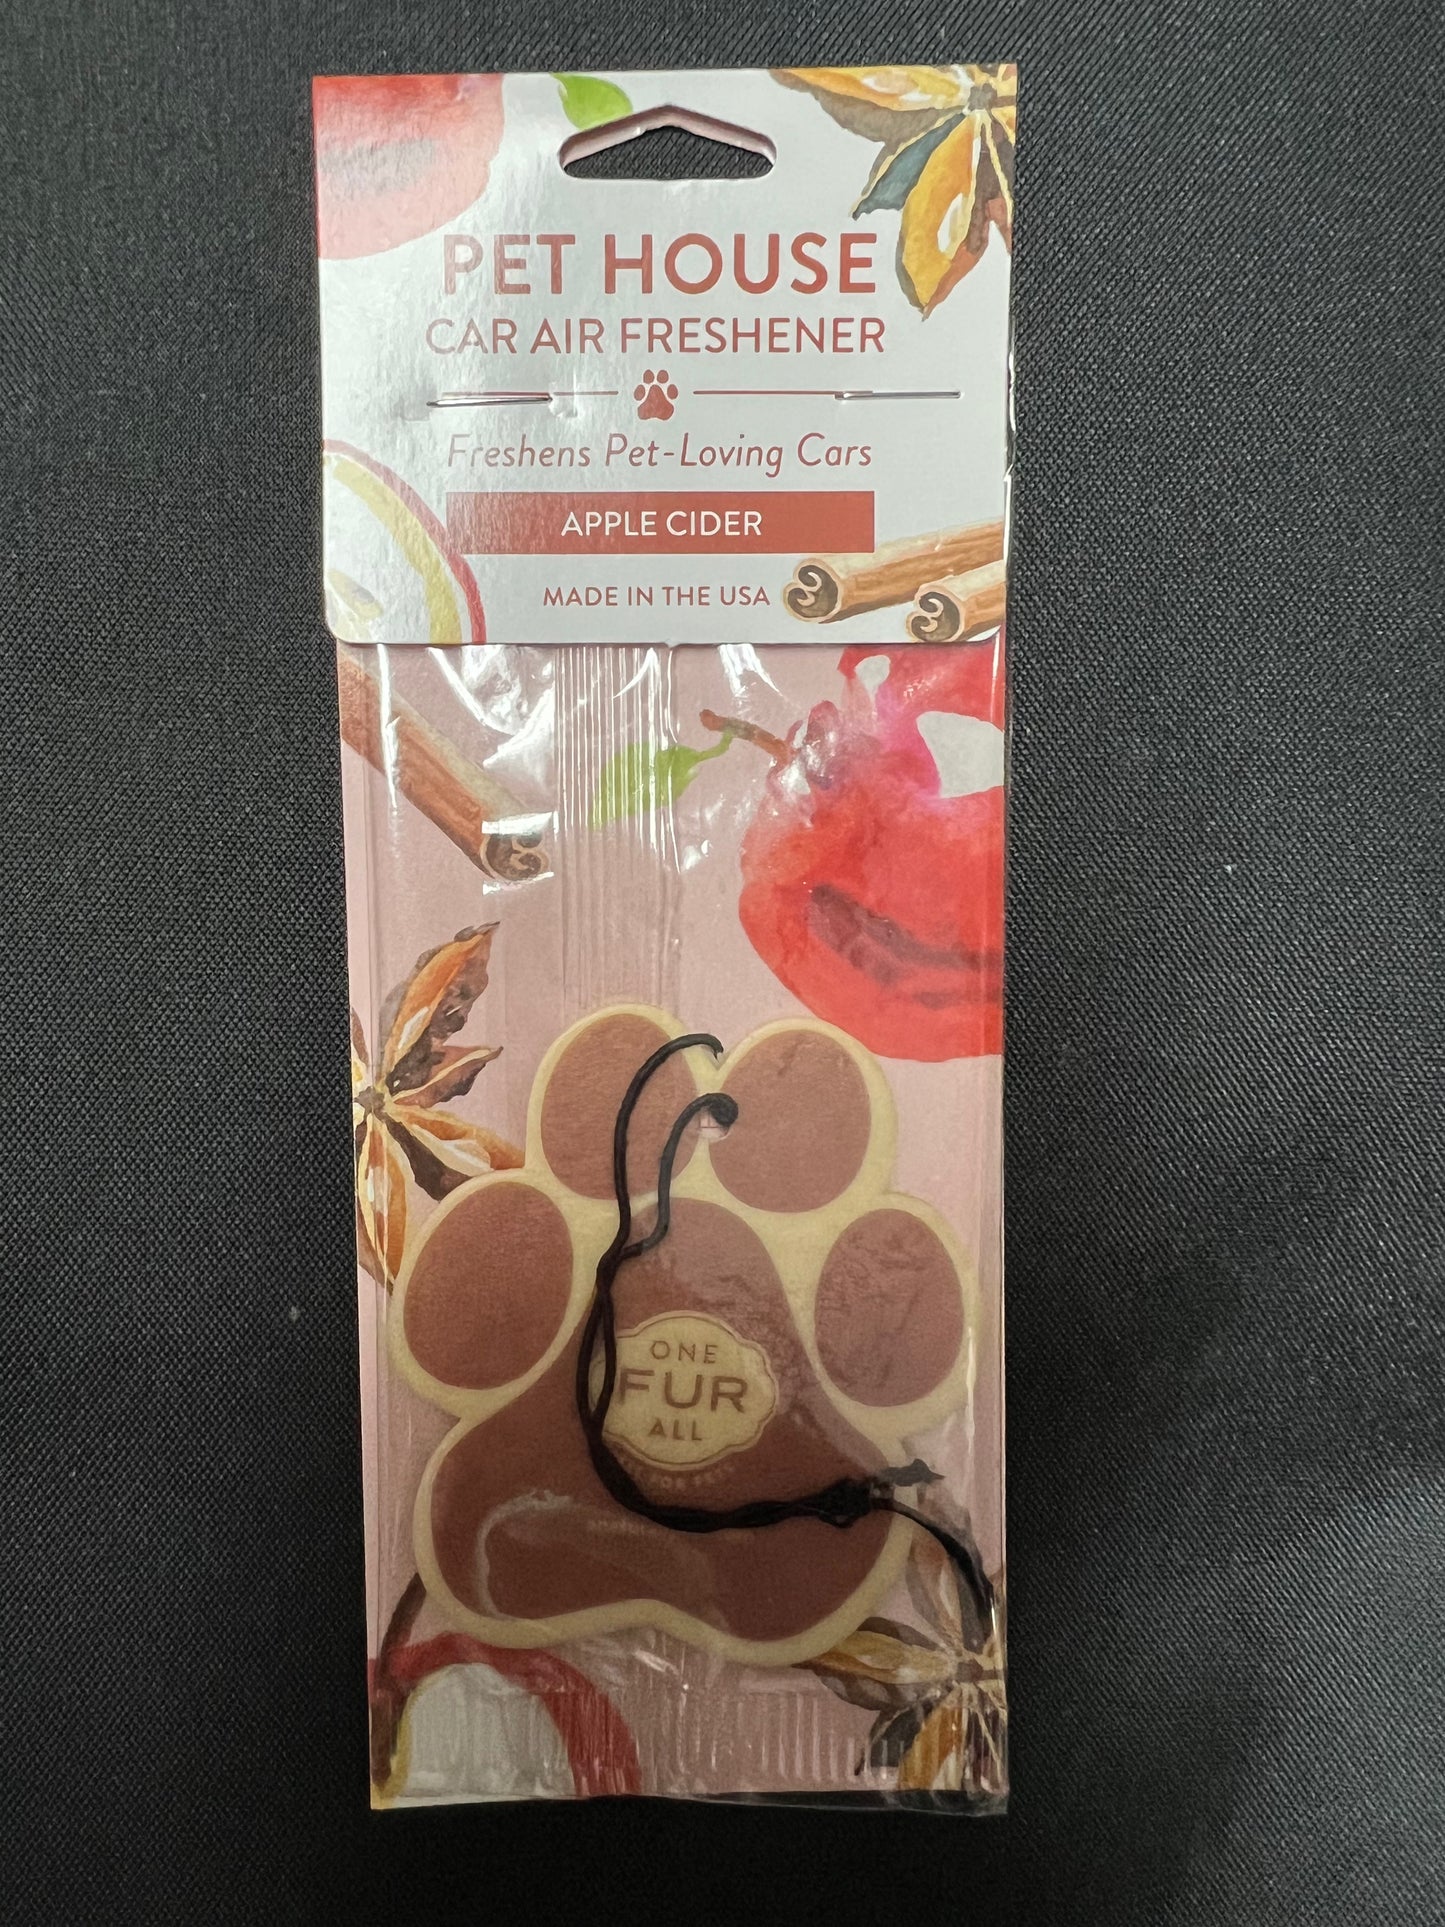 PET HOUSE
CAR AIR FRESHENER
Freshens Pet-Loving Cars
APPLE CIDER
MADE IN THE USA
ONE
FUR
ALL